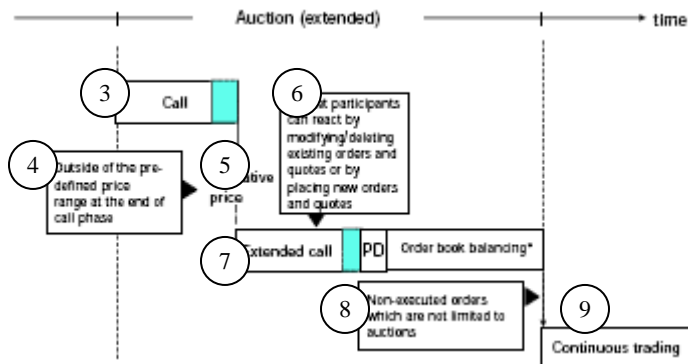 Auction (extended)
time
3
Call
4
Outside of the pre-
defined price
range at the end of
call phase
5
ative
price
6
et participants
can react by
modifying/deleting
existing orders and
quotes or by
placing new orders
and quotes
7
Extended call
PD
Order book balancing*
8
Non-executed orders
which are not limited to
auctions
9
Continuous trading